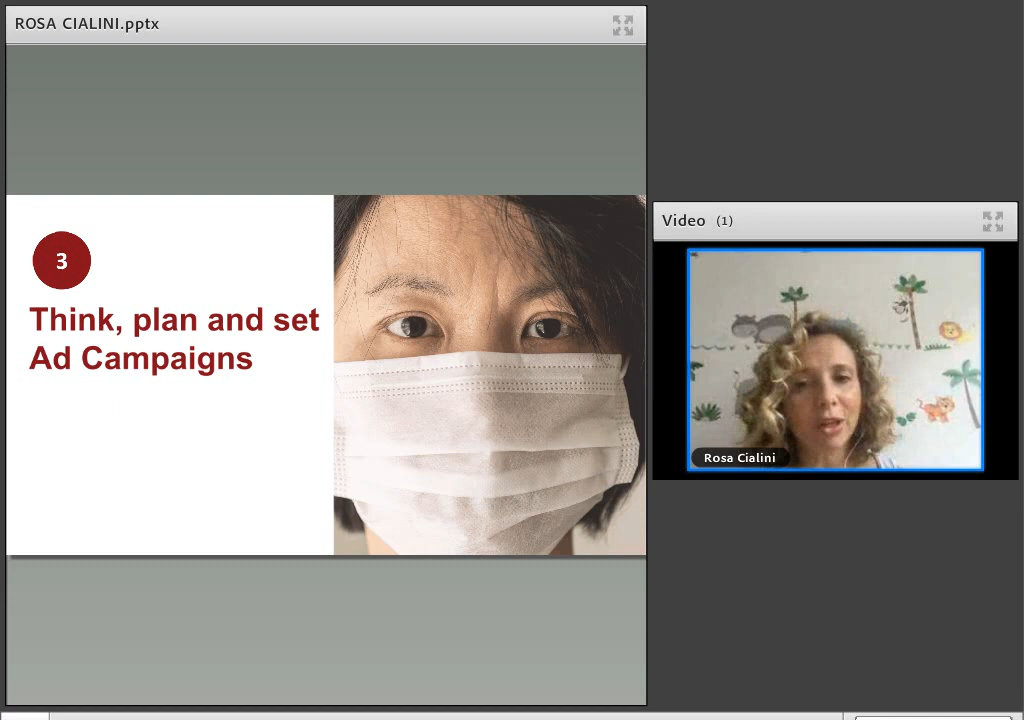 ROSA CIALINI.pptx
3
Think, plan and set
Ad Campaigns
Video (1)
Rosa Cialini